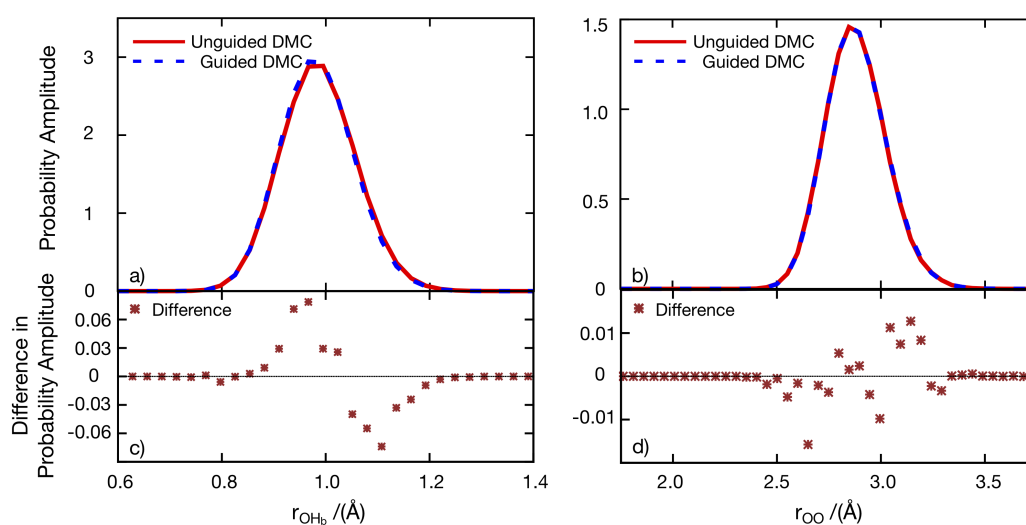 Probability Amplitude
3
2
1
0
Unguided DMC
Guided DMC
a)
1.5
1.0
0.5
0
Unguided DMC
Guided DMC
b)
Difference in
Probability Amplitude
0.06
0.03
0
-0.03
-0.06
Difference
c)
0.6
0.8
1.0
1.2
1.4
r_OH_b /(Å)
0.01
0
-0.01
Difference
d)
2.0
2.5
3.0
3.5
r_OO /(Å)